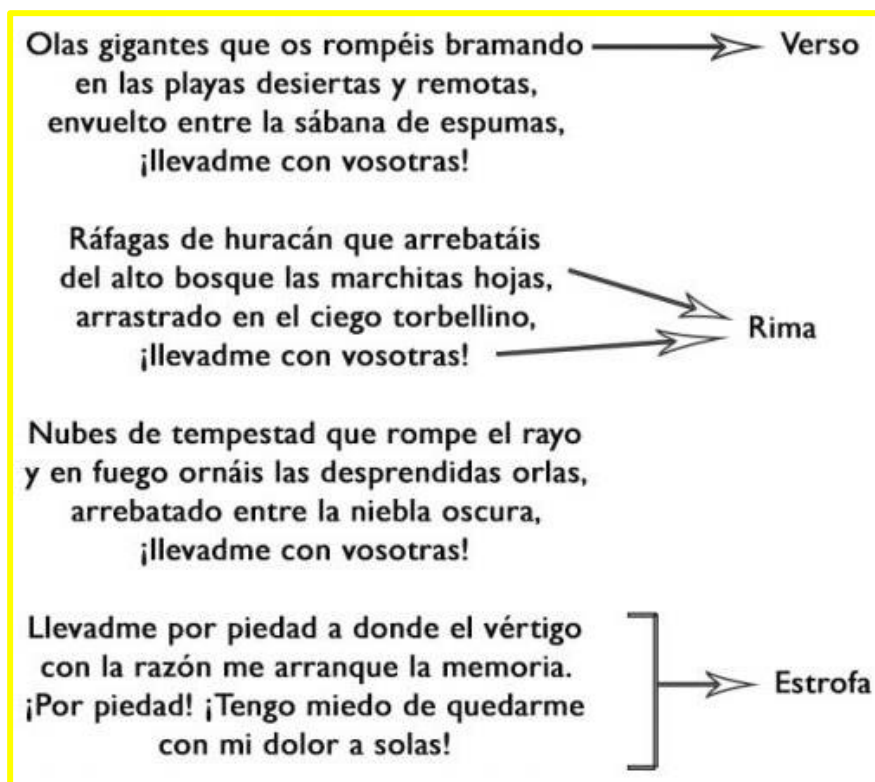 Olas gigantes que os rompéis bramando Verso
en las playas desiertas y remotas,
envuelto entre la sábana de espumas,
¡llevadme con vosotras!
Ráfagas de huracán que arrebatáis
del alto bosque las marchitas hojas,
arrastrado en el ciego torbellino,
Rima
¡llevadme con vosotras!
Nubes de tempestad que rompe el rayo
y en fuego ornáis las desprendidas orlas,
arrebatado entre la niebla oscura,
¡llevadme con vosotras!
Llevadme por piedad a donde el vértigo
con la razón me arranque la memoria.
Estrofa
¡Por piedad! ¡Tengo miedo de quedarme
con mi dolor a solas!